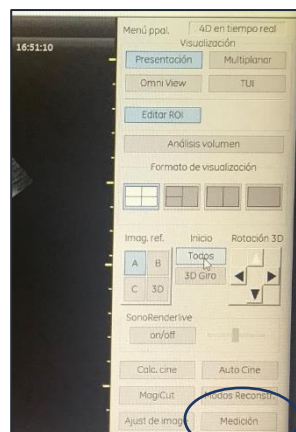 16:51:10
Menú ppal. 4D en tiempo real
Visualización
Presentación Multiplanar
Omni View TUI
Editar ROI
Análisis volumen
Formato de visualización
Imag. ref. Inicio Rotación 3D
A B Todos
C 3D 3D Giro
SonoRenderlive
on/off
Calc. cine Auto Cine
MagiCut Modos Reconstr.
Ajust de image Medición